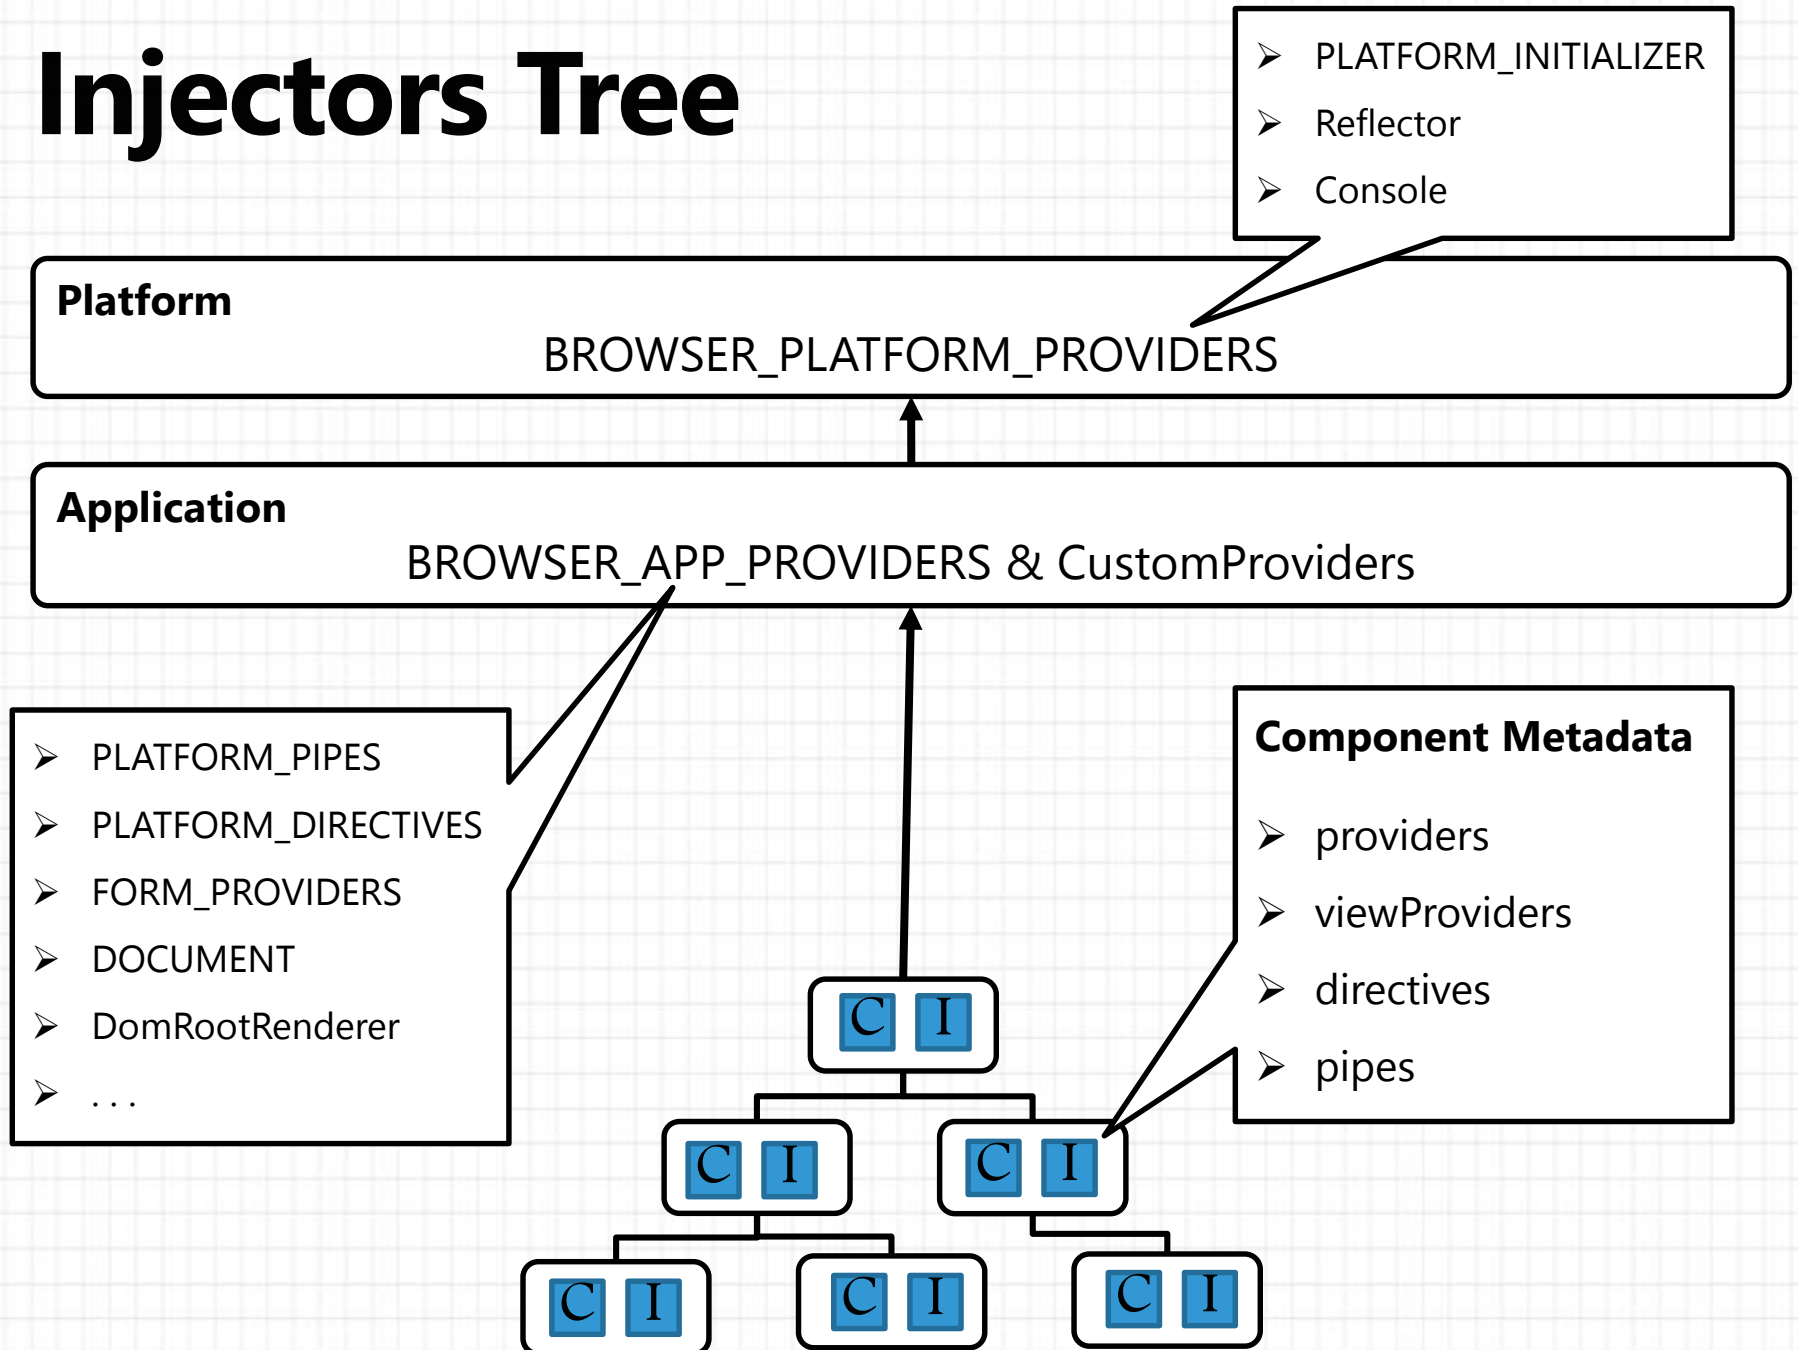 Injectors Tree
➢ PLATFORM_INITIALIZER
➢ Reflector
➢ Console
Platform
BROWSER_PLATFORM_PROVIDERS
Application
BROWSER_APP_PROVIDERS & CustomProviders
➢ PLATFORM_PIPES
➢ PLATFORM_DIRECTIVES
➢ FORM_PROVIDERS
➢ DOCUMENT
➢ DomRootRenderer
➢ . . .
Component Metadata
➢ providers
➢ viewProviders
➢ directives
➢ pipes
C I
C I C I
C I C I C I